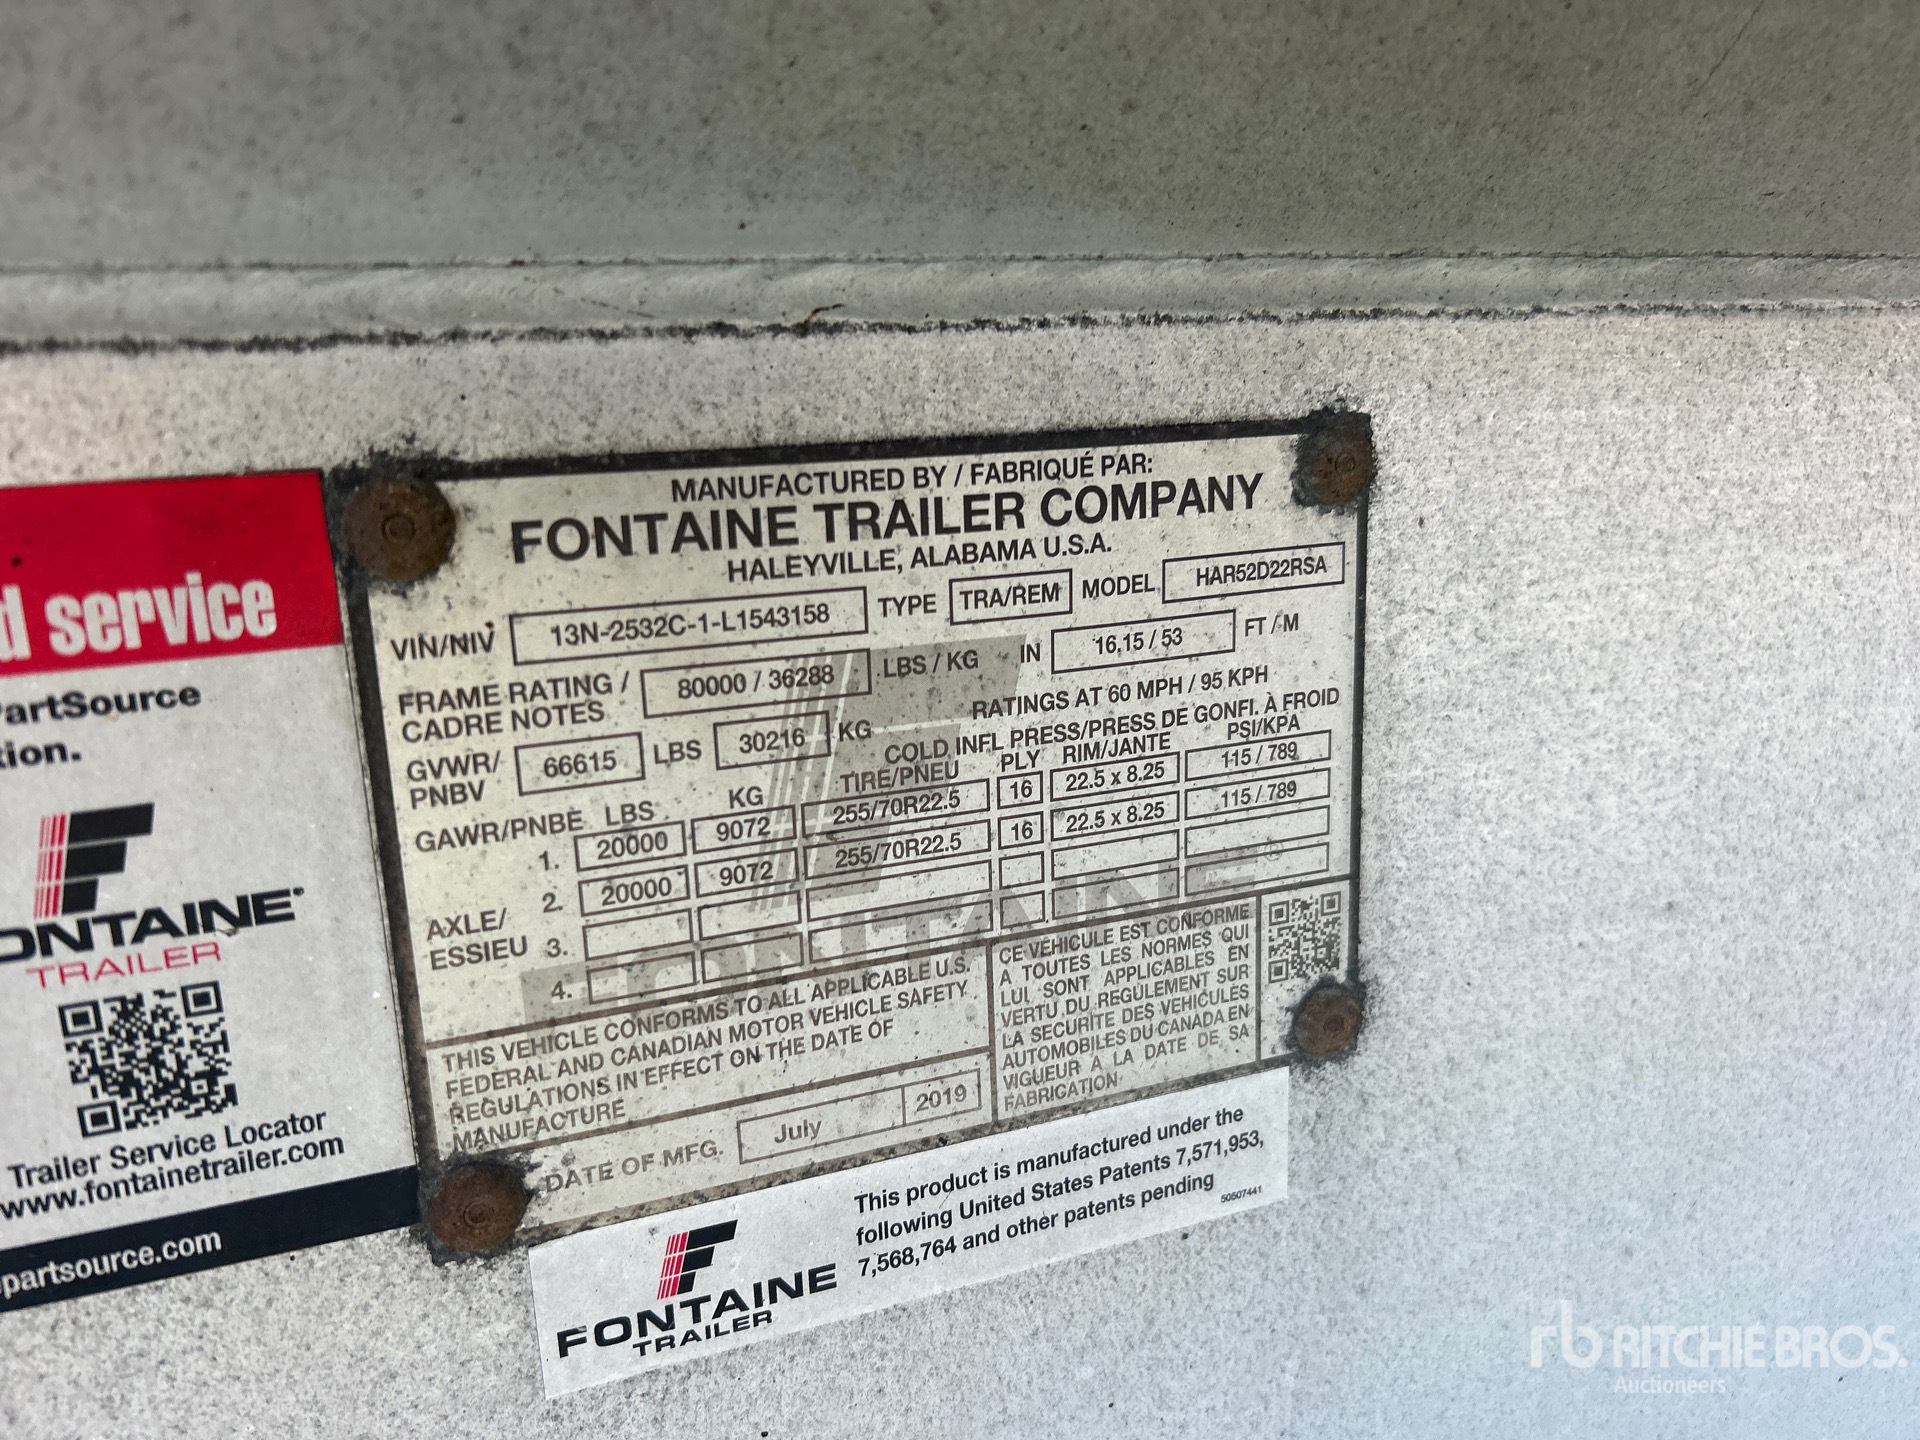 d service
PartSource
tion.
FONTAINE
TRAILER
Trailer Service Locator
www.fontainetrailer.com
partsource.com
MANUFACTURED BY / FABRIQUÉ PAR:
FONTAINE TRAILER COMPANY
HALEYVILLE, ALABAMA U.S.A.
VIN/NIV 13N-2532C-1-L1543158 TYPE TRA/REM MODEL HAR52D22RSA
FRAME RATING / CADRE NOTES 80000 / 36288 LBS / KG IN 16.15 / 53 FT / M
RATINGS AT 60 MPH / 95 KPH
GVWR/ PNBV 66615 LBS 30216 KG COLD INFL PRESS/PRESS DE GONFI. À FROID
GAWR/PNBE LBS KG TIRE/PNEU PLY RIM/JANTE PSI/KPA
1. 20000 9072 255/70R22.5 16 22.5 x 8.25 115 / 789
2. 20000 9072 255/70R22.5 16 22.5 x 8.25 115 / 789
AXLE/
ESSIEU 3.
4.
FONTAINE®
THIS VEHICLE CONFORMS TO ALL APPLICABLE U.S.
FEDERAL AND CANADIAN MOTOR VEHICLE SAFETY
REGULATIONS IN EFFECT ON THE DATE OF
MANUFACTURE
CE VÉHICULE EST CONFORME
A TOUTES LES NORMES QUI
LUI SONT APPLICABLES EN
VERTU DU REGULEMENT SUR
LA SECURITE DES VEHICULES
AUTOMOBILES DU CANADA EN
VIGUEUR A LA DATE DE SA
FABRICATION
DATE OF MFG. July 2019
FONTAINE
TRAILER
This product is manufactured under the
following United States Patents 7,571,953,
7,568,764 and other patents pending
50507441
rb RITCHIE BROS.
Auctioneers